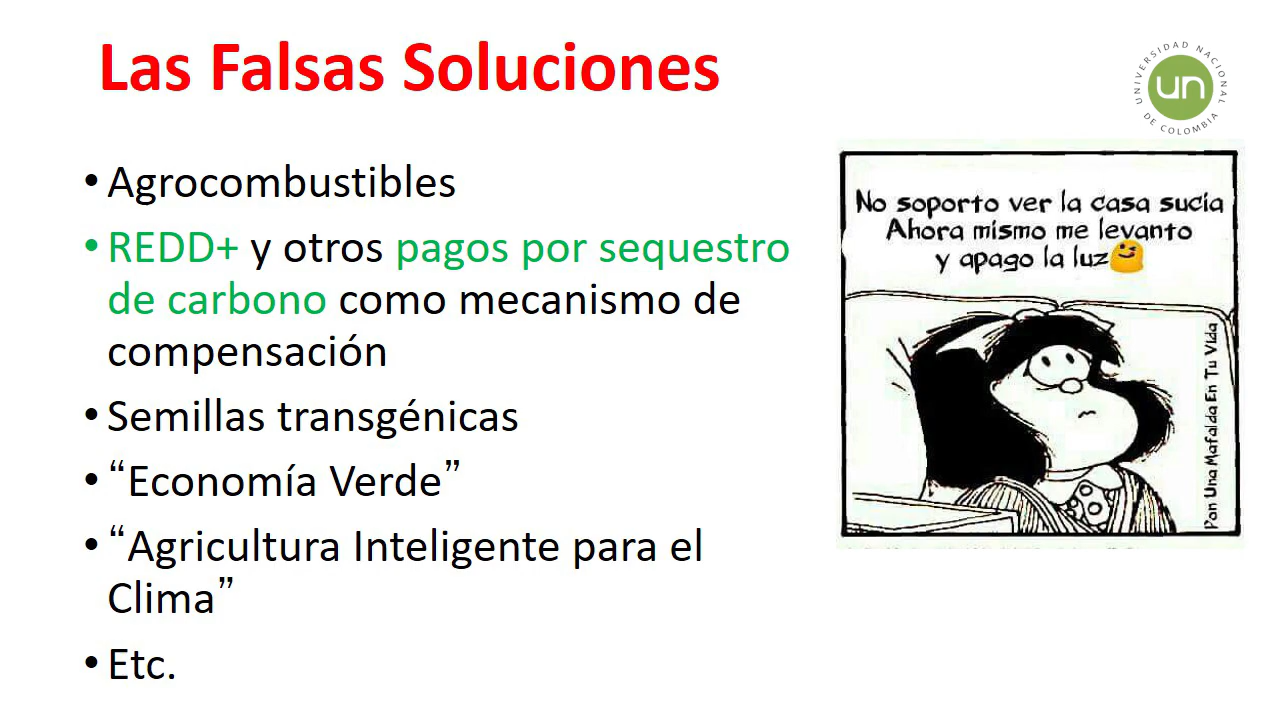 Las Falsas Soluciones
UNIVERSIDAD NACIONAL
DE COLOMBIA
un
• Agrocombustibles
• REDD+ y otros pagos por sequestro
de carbono como mecanismo de
compensación
• Semillas transgénicas
• “Economía Verde”
• “Agricultura Inteligente para el
Clima”
• Etc.
No soporto ver la casa sucia
Ahora mismo me levanto
y apago la luz
Pon Una Mafalda En Tu Vida